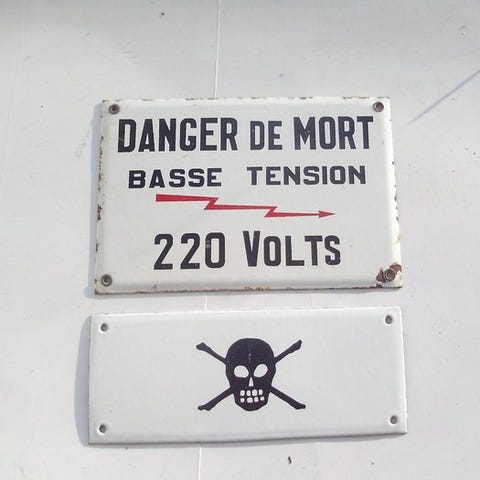 DANGER DE MORT
BASSE TENSION
220 VOLTS